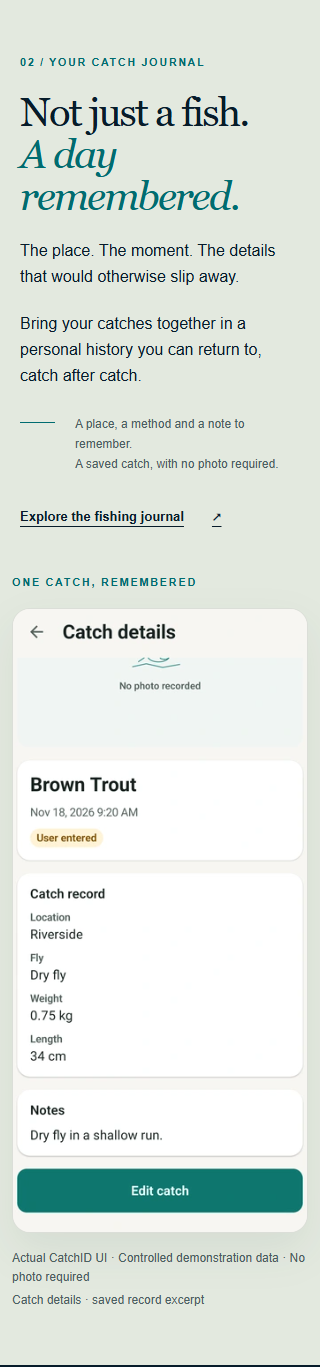 02 / YOUR CATCH JOURNAL
Not just a fish.
A day
remembered.
The place. The moment. The details
that would otherwise slip away.
Bring your catches together in a
personal history you can return to,
catch after catch.
A place, a method and a note to
remember.
A saved catch, with no photo required.
Explore the fishing journal ↗
ONE CATCH, REMEMBERED
← Catch details
No photo recorded
Brown Trout
Nov 18, 2026 9:20 AM
User entered
Catch record
Location
Riverside
Fly
Dry fly
Weight
0.75 kg
Length
34 cm
Notes
Dry fly in a shallow run.
Edit catch
Actual CatchID UI · Controlled demonstration data · No
photo required
Catch details · saved record excerpt